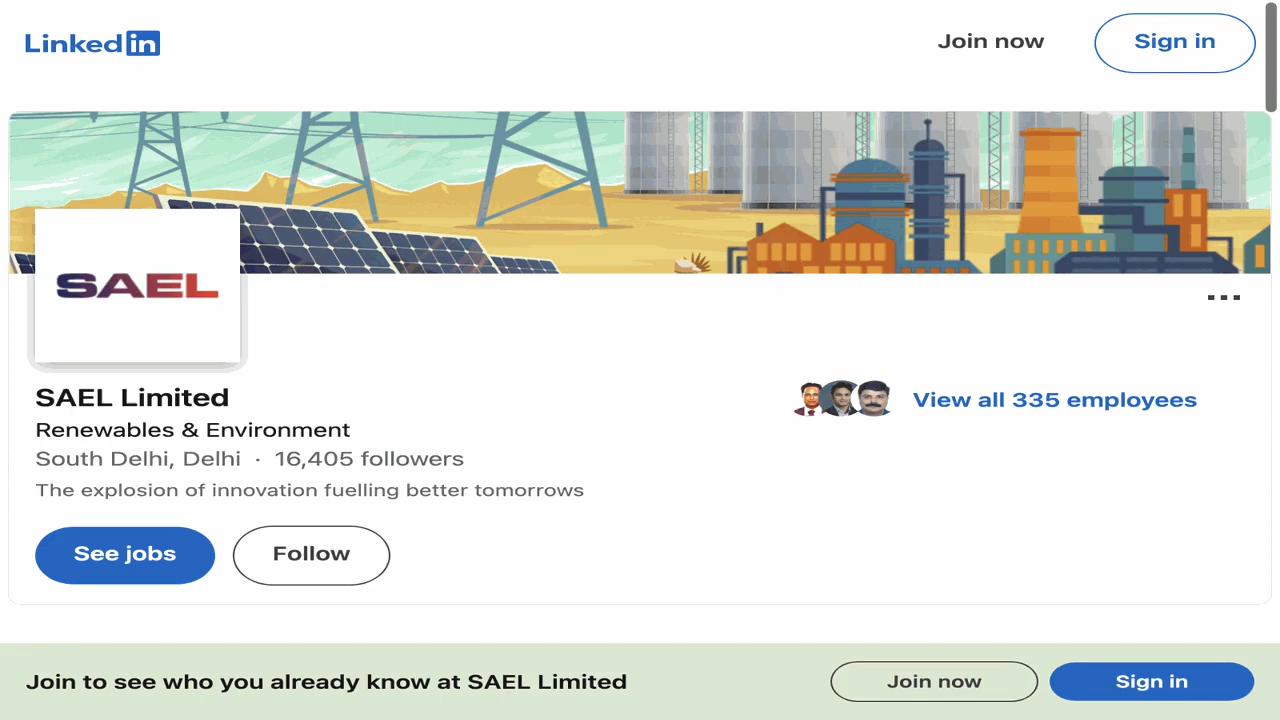 Linked in
Join now
Sign in
SAEL
SAEL Limited
View all 335 employees
Renewables & Environment
South Delhi, Delhi · 16,405 followers
The explosion of innovation fuelling better tomorrows
See jobs
Follow
Join to see who you already know at SAEL Limited
Join now
Sign in